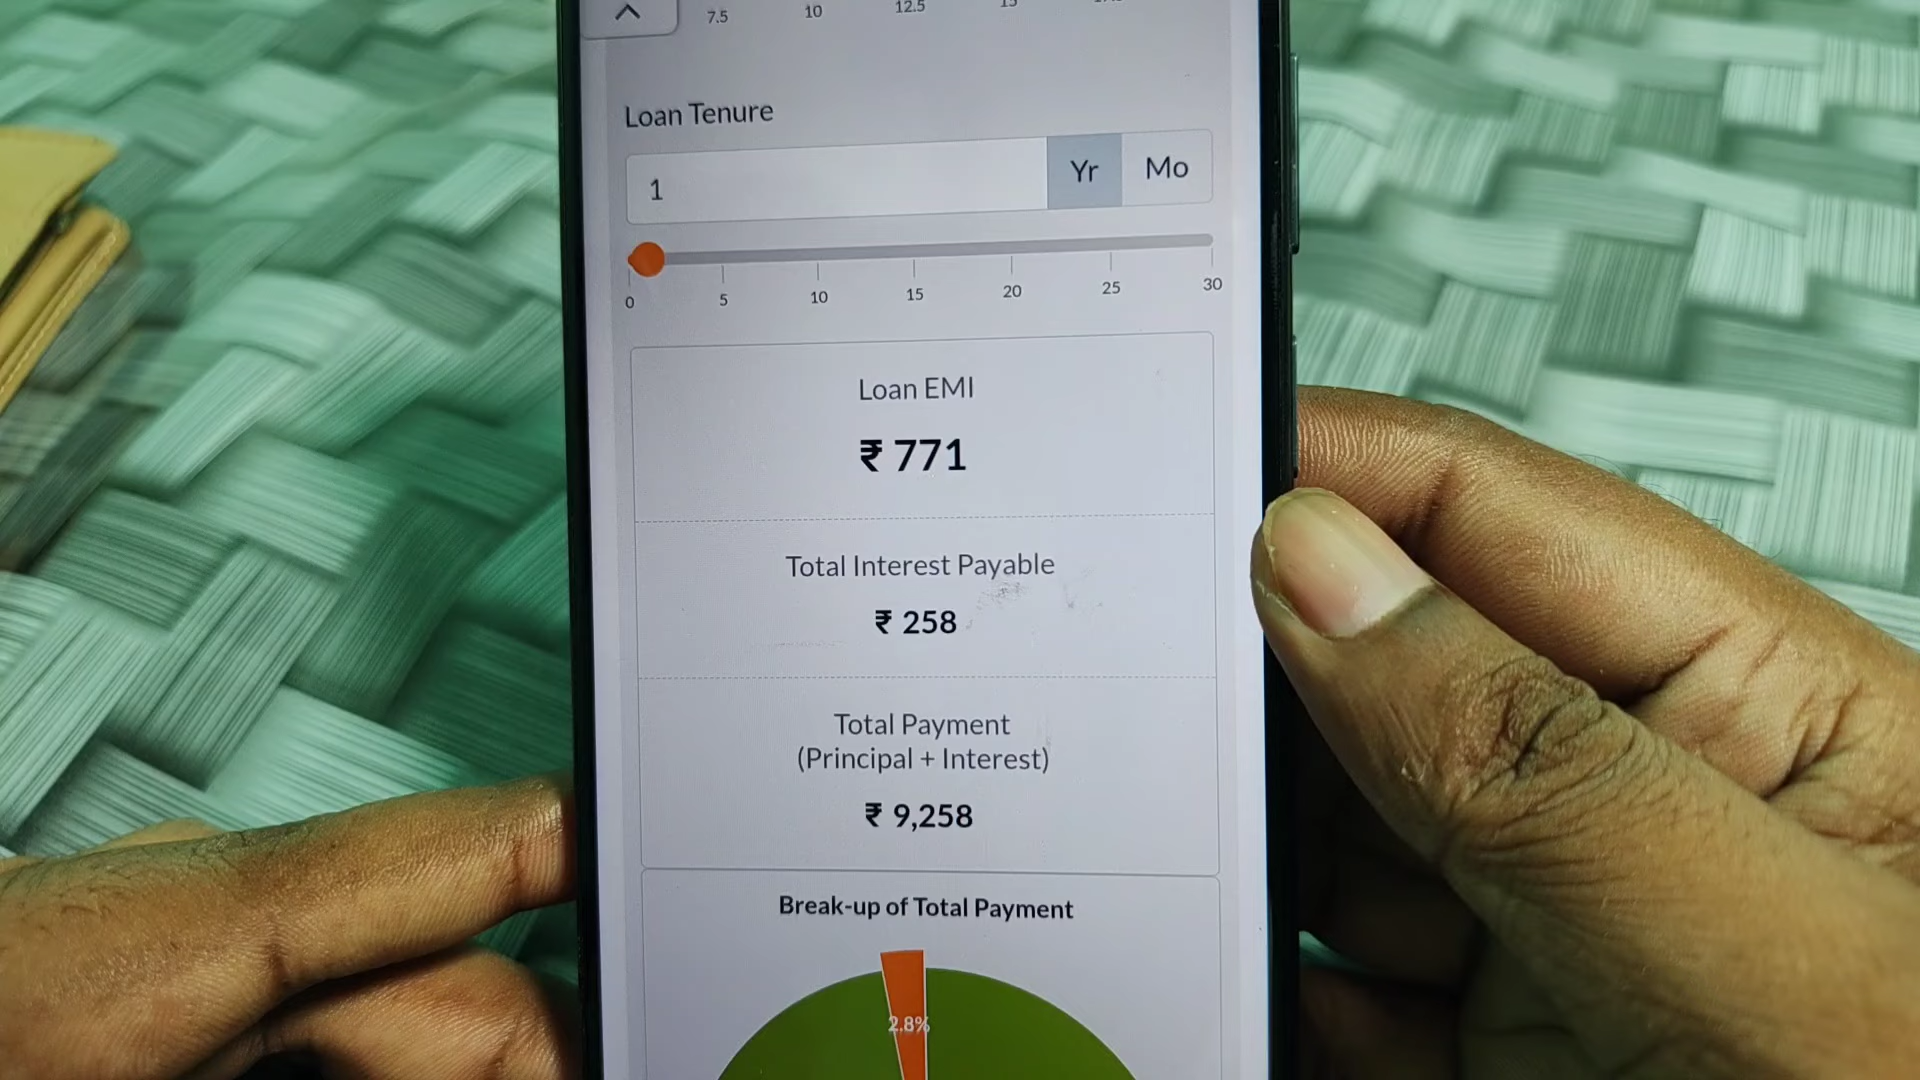 7.5 10 12.5 15
Loan Tenure
1 Yr Mo
0 5 10 15 20 25 30
Loan EMI
₹ 771
Total Interest Payable
₹ 258
Total Payment
(Principal + Interest)
₹ 9,258
Break-up of Total Payment
2.8%